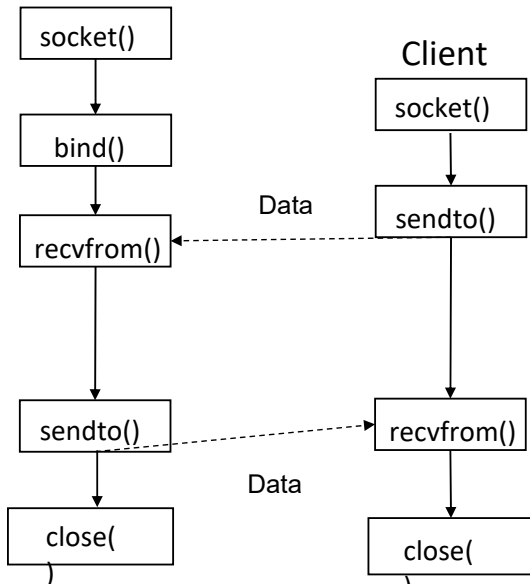 socket()
bind()
recvfrom()
sendto()
close(
)
Data
Data
Client
socket()
sendto()
recvfrom()
close(
)